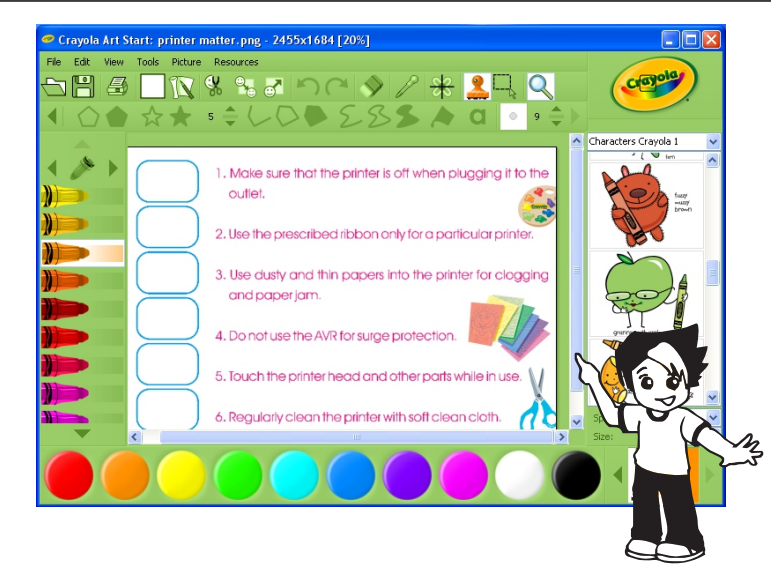 Crayola Art Start: printer matter.png - 2455x1684 [20%]
File Edit View Tools Picture Resources
Crayola
5
a
9
Characters Crayola 1
1. Make sure that the printer is off when plugging it to the
outlet.
2. Use the prescribed ribbon only for a particular printer.
3. Use dusty and thin papers into the printer for clogging
and paper jam.
4. Do not use the AVR for surge protection.
5. Touch the printer head and other parts while in use.
6. Regularly clean the printer with soft clean cloth.
fuzzy
wuzzy
brown
Size: